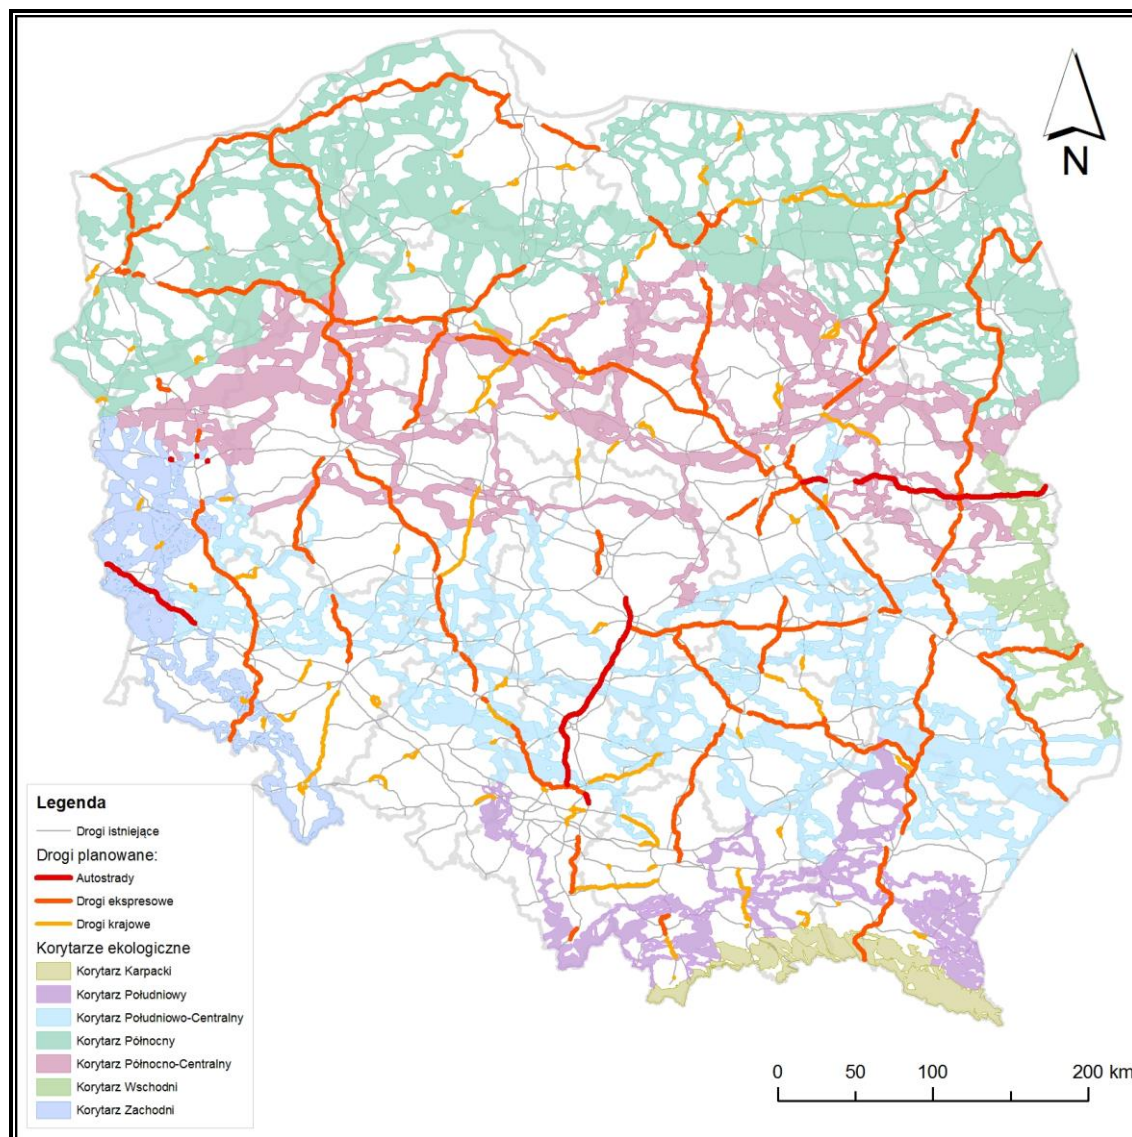 N
Legenda
Drogi istniejące
Drogi planowane:
Autostrady
Drogi ekspresowe
Drogi krajowe
Korytarze ekologiczne
Korytarz Karpacki
Korytarz Południowy
Korytarz Południowo-Centralny
Korytarz Północny
Korytarz Północno-Centralny
Korytarz Wschodni
Korytarz Zachodni
0 50 100 200 km